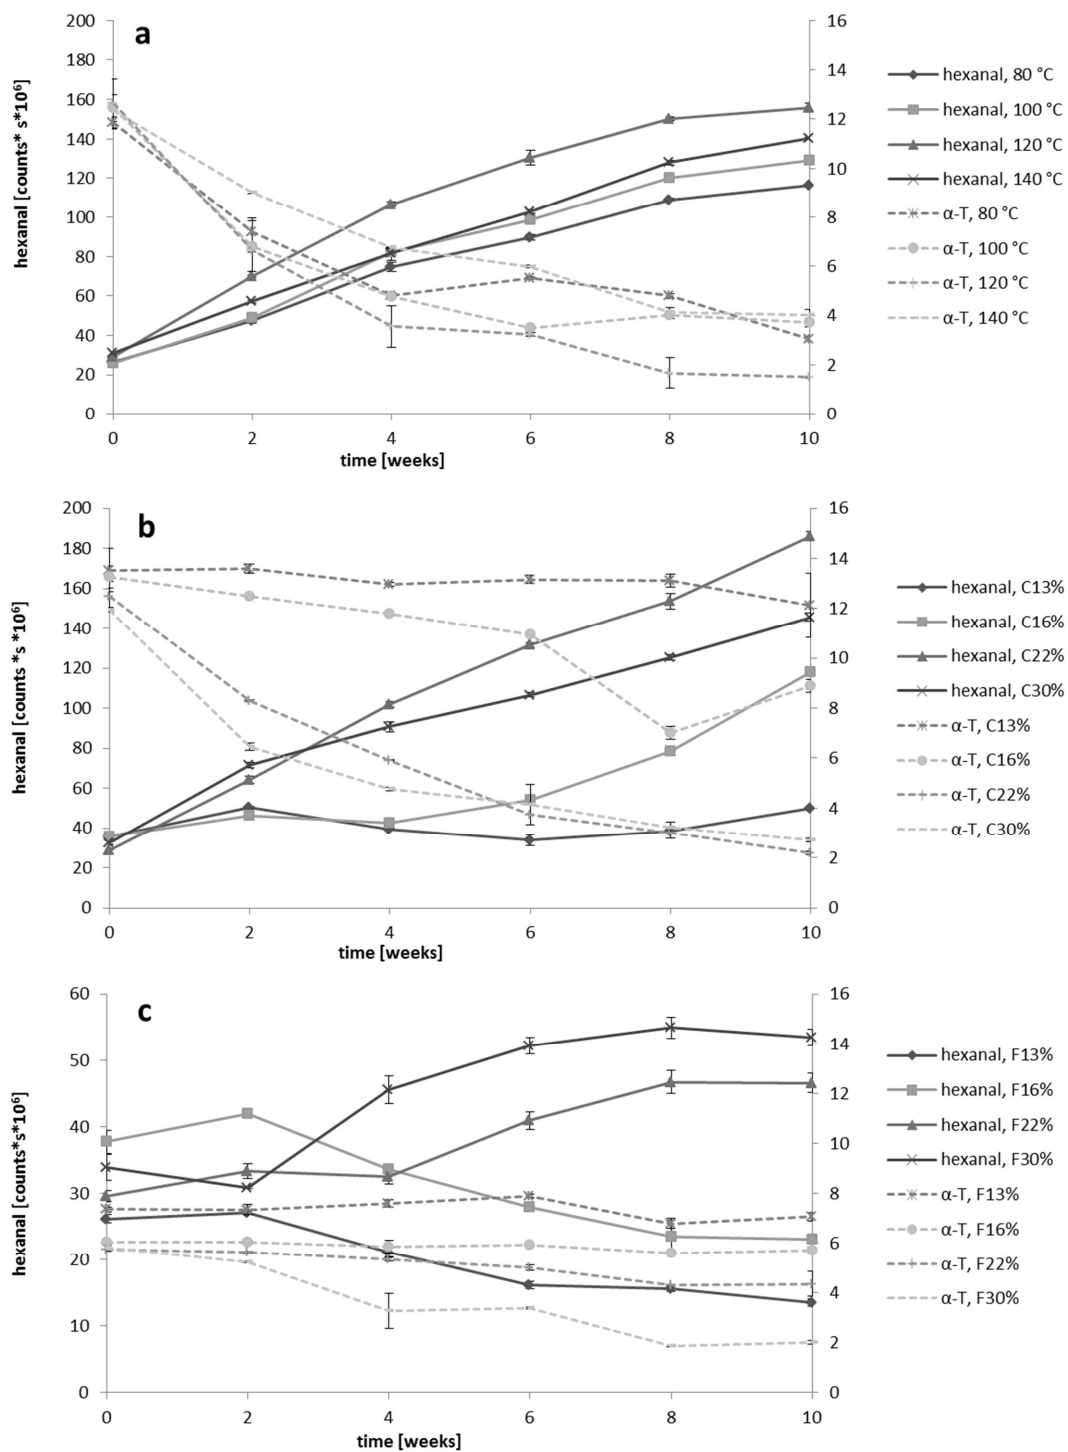 a
hexanal [counts* s*10⁶]
200
180
160
140
120
100
80
60
40
20
0
16
14
12
10
8
6
4
2
0
0 2 4 6 8 10
time [weeks]
hexanal, 80 °C
hexanal, 100 °C
hexanal, 120 °C
hexanal, 140 °C
α-T, 80 °C
α-T, 100 °C
α-T, 120 °C
α-T, 140 °C
b
hexanal [counts *s *10⁶]
200
180
160
140
120
100
80
60
40
20
0
16
14
12
10
8
6
4
2
0
0 2 4 6 8 10
time [weeks]
hexanal, C13%
hexanal, C16%
hexanal, C22%
hexanal, C30%
α-T, C13%
α-T, C16%
α-T, C22%
α-T, C30%
c
hexanal [counts*s*10⁶]
60
50
40
30
20
10
0
16
14
12
10
8
6
4
2
0
0 2 4 6 8 10
time [weeks]
hexanal, F13%
hexanal, F16%
hexanal, F22%
hexanal, F30%
α-T, F13%
α-T, F16%
α-T, F22%
α-T, F30%